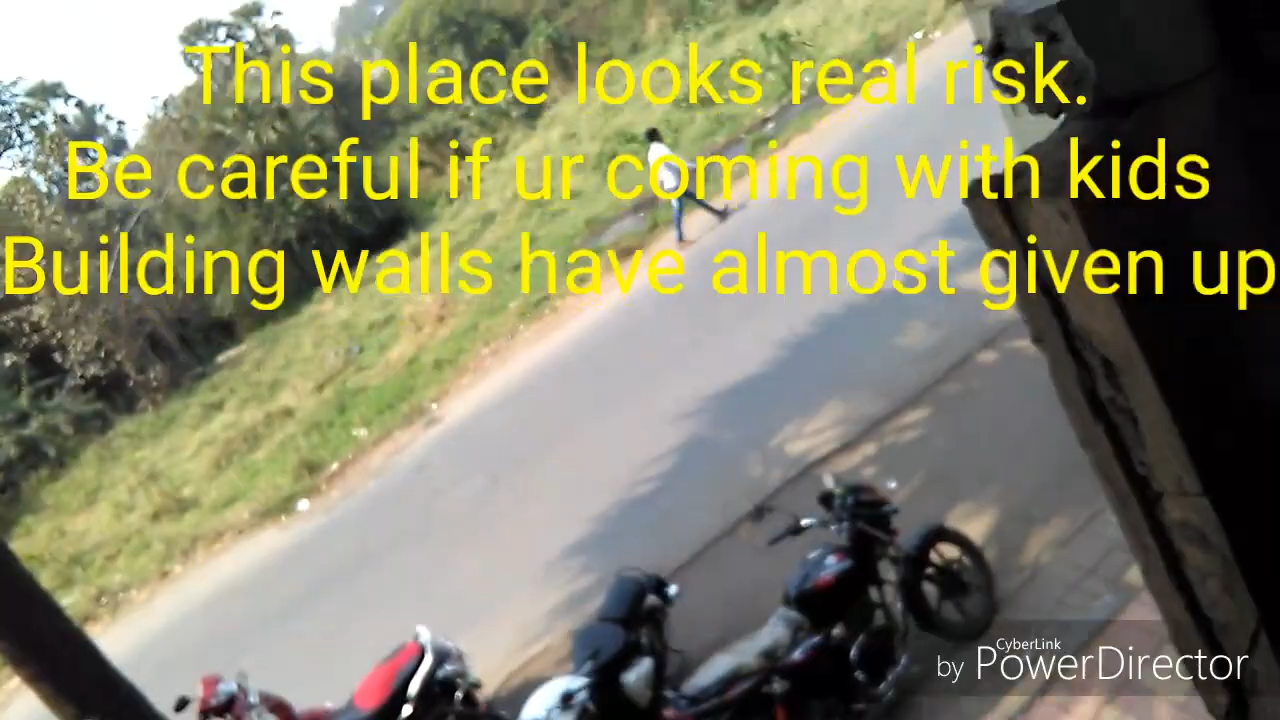 This place looks real risk.
Be careful if ur coming with kids
Building walls have almost given up
CyberLink
by PowerDirector